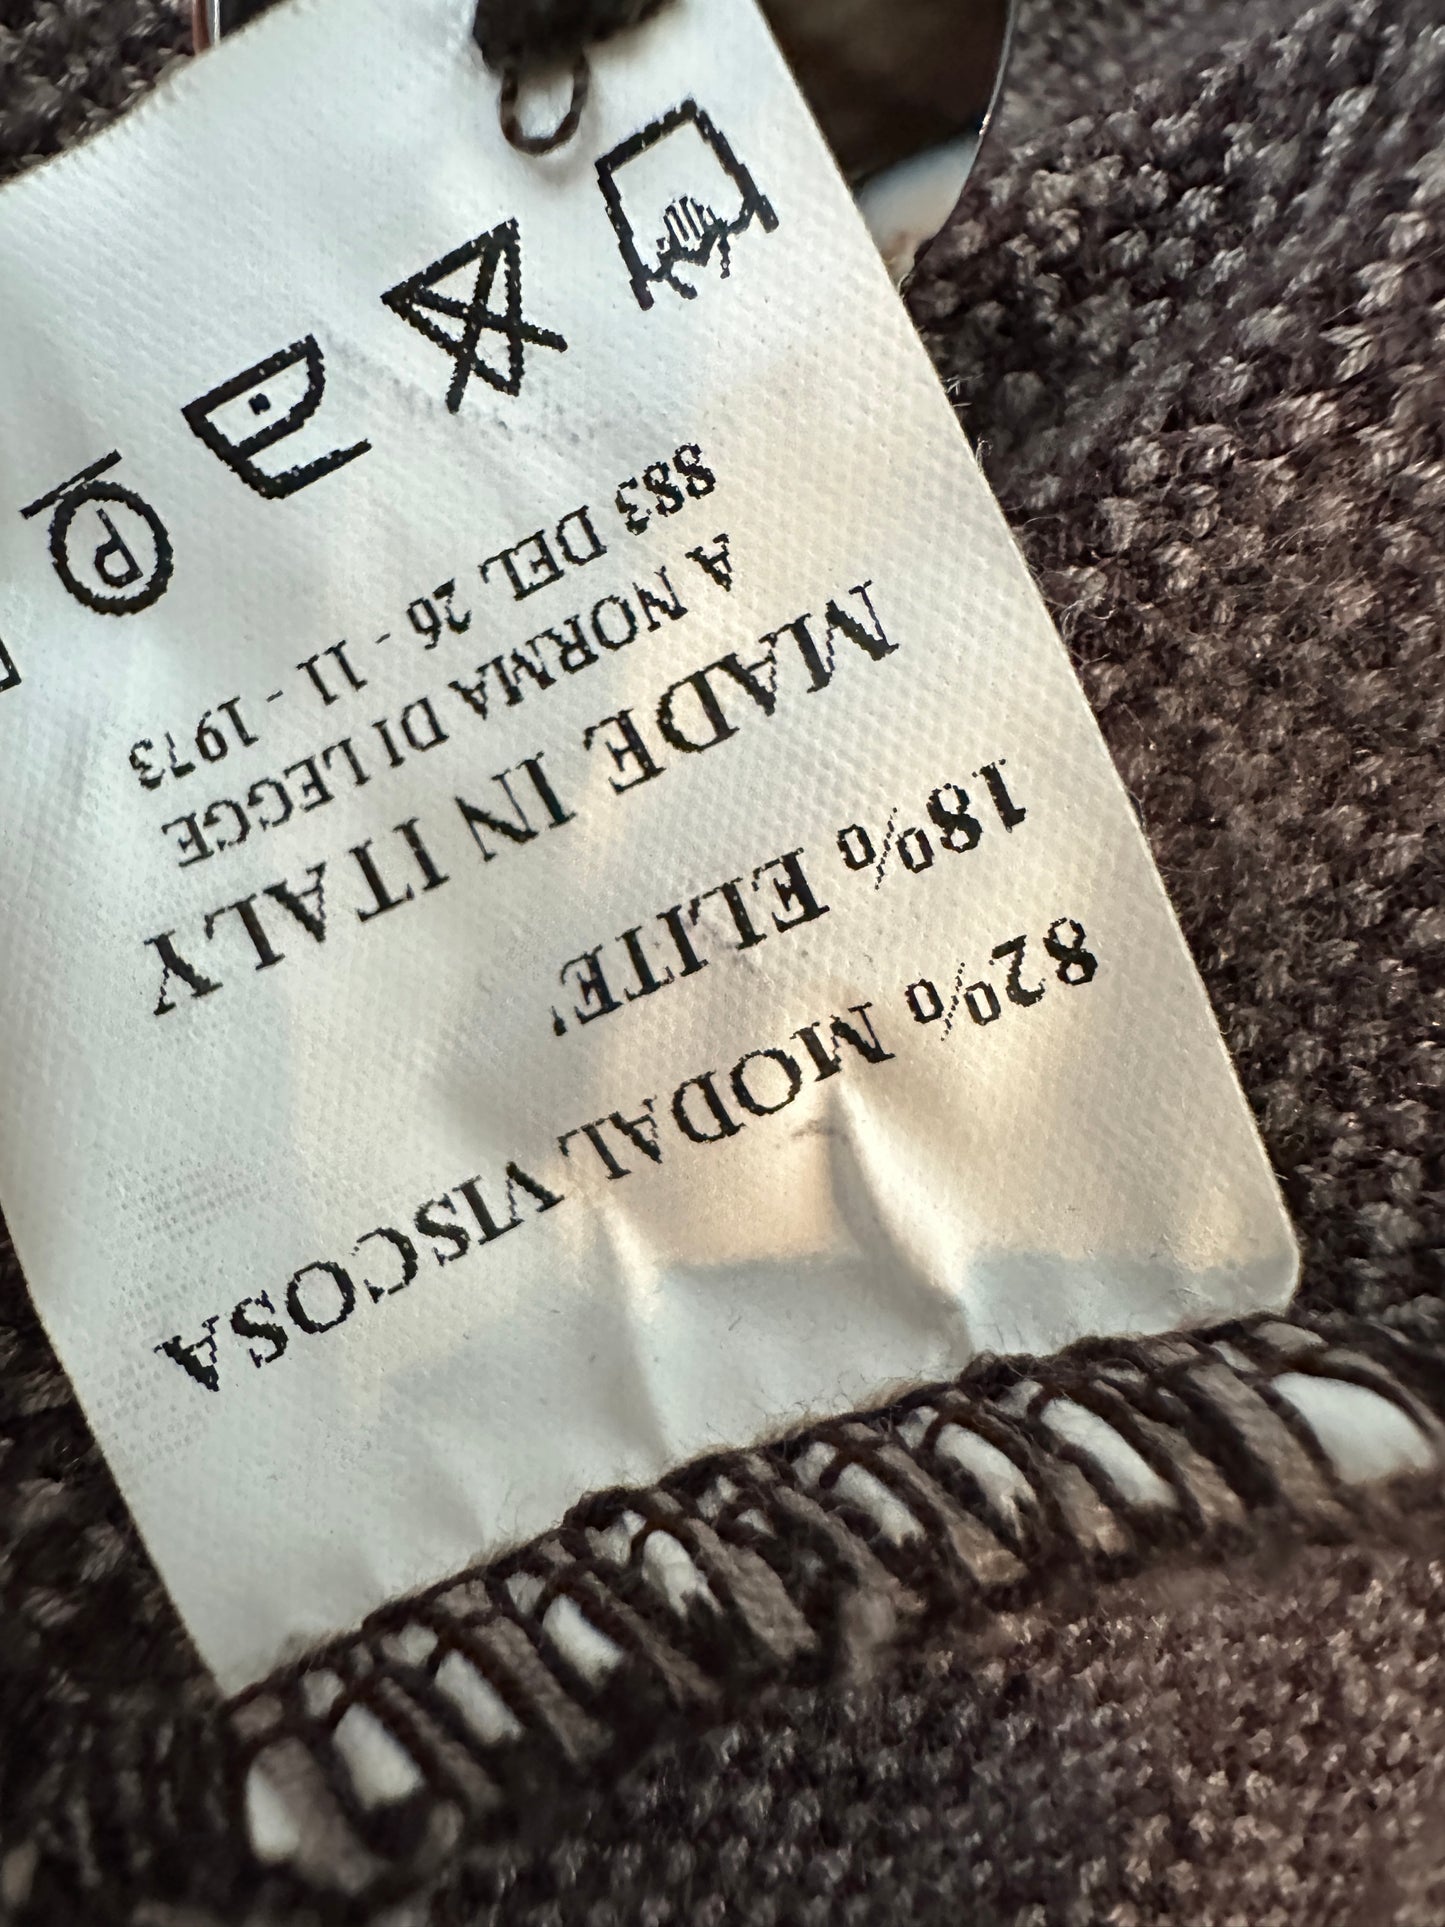 82% MODAL VISCOSA
18% ELITE'
MADE IN ITALY
A NORMA DI LEGGE
883 DEL 26 - 11 - 1973
P